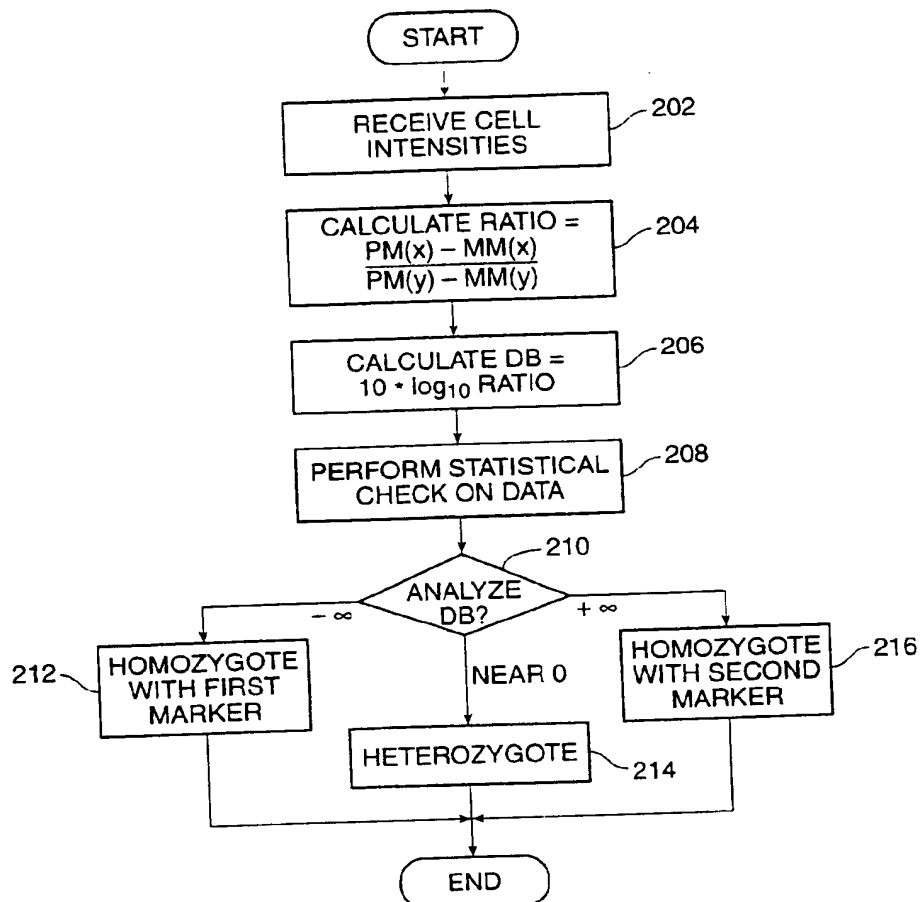 START
RECEIVE CELL
INTENSITIES
202
CALCULATE RATIO =
PM(x) – MM(x)
PM(y) – MM(y)
204
CALCULATE DB =
10 * log₁₀ RATIO
206
PERFORM STATISTICAL
CHECK ON DATA
208
210
ANALYZE
DB?
– ∞
+ ∞
NEAR 0
212
HOMOZYGOTE
WITH FIRST
MARKER
HETEROZYGOTE
214
HOMOZYGOTE
WITH SECOND
MARKER
216
END